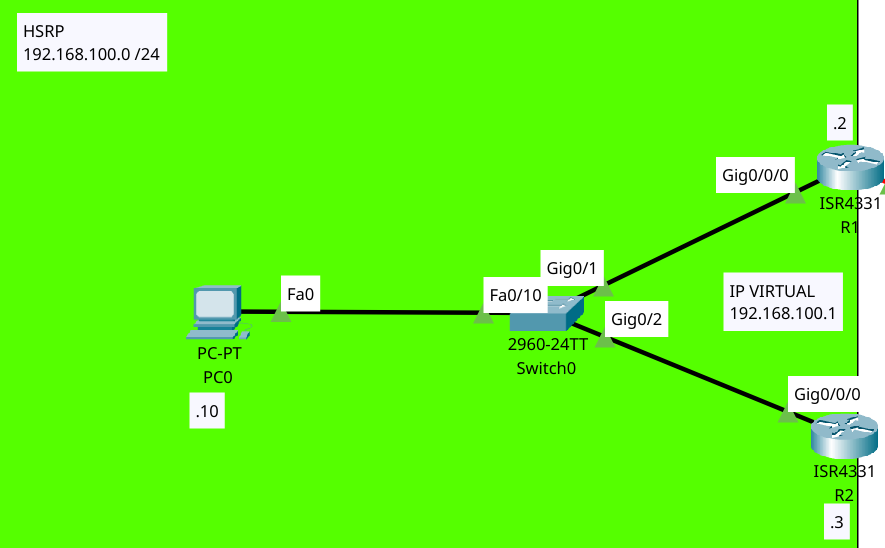 HSRP
192.168.100.0 /24
.2
Gig0/0/0
ISR4331
R1
Gig0/1
Fa0
Fa0/10
IP VIRTUAL
192.168.100.1
Gig0/2
2960-24TT
Switch0
PC-PT
PC0
.10
Gig0/0/0
ISR4331
R2
.3